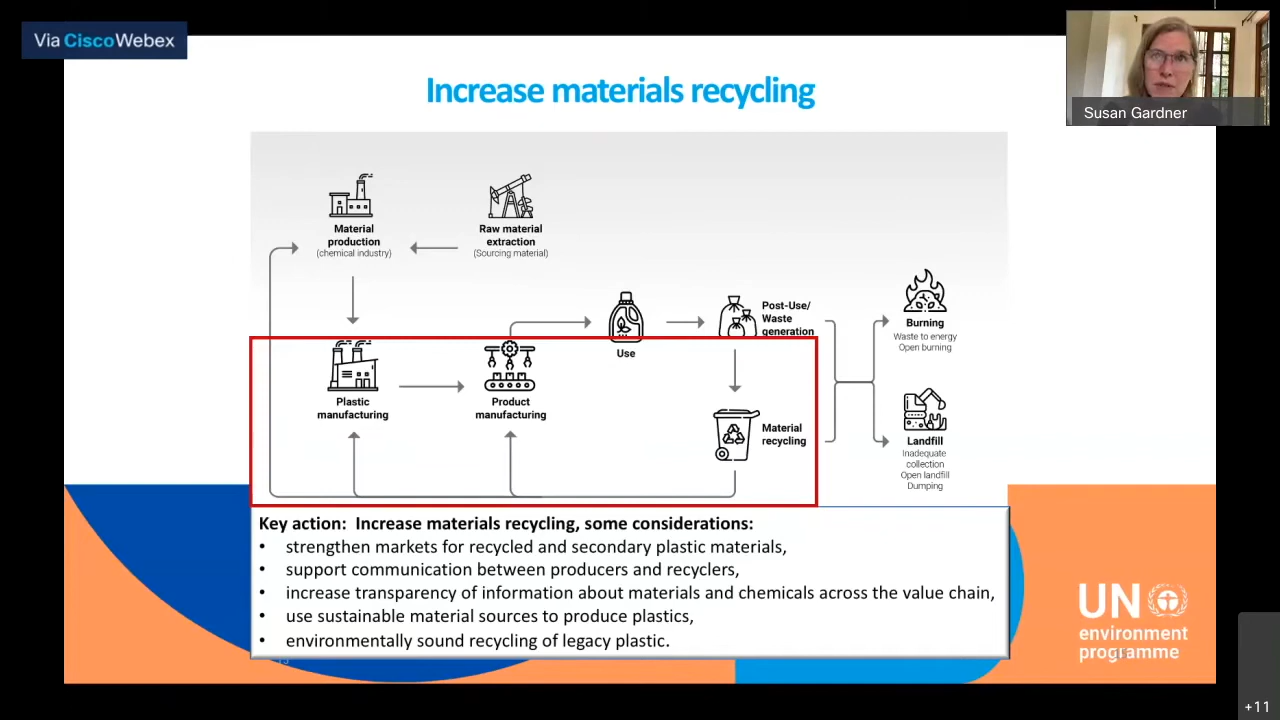 Via Cisco Webex
Susan Gardner
Increase materials recycling
Material
production
(chemical industry)
Raw material
extraction
(Sourcing material)
Use
Post-Use/
Waste
generation
Burning
Waste to energy
Open burning
Plastic
manufacturing
Product
manufacturing
Material
recycling
Landfill
Inadequate
collection
Open landfill
Dumping
Key action:  Increase materials recycling, some considerations:
• strengthen markets for recycled and secondary plastic materials,
• support communication between producers and recyclers,
• increase transparency of information about materials and chemicals across the value chain,
• use sustainable material sources to produce plastics,
• environmentally sound recycling of legacy plastic.
UN
environment
programme
+11